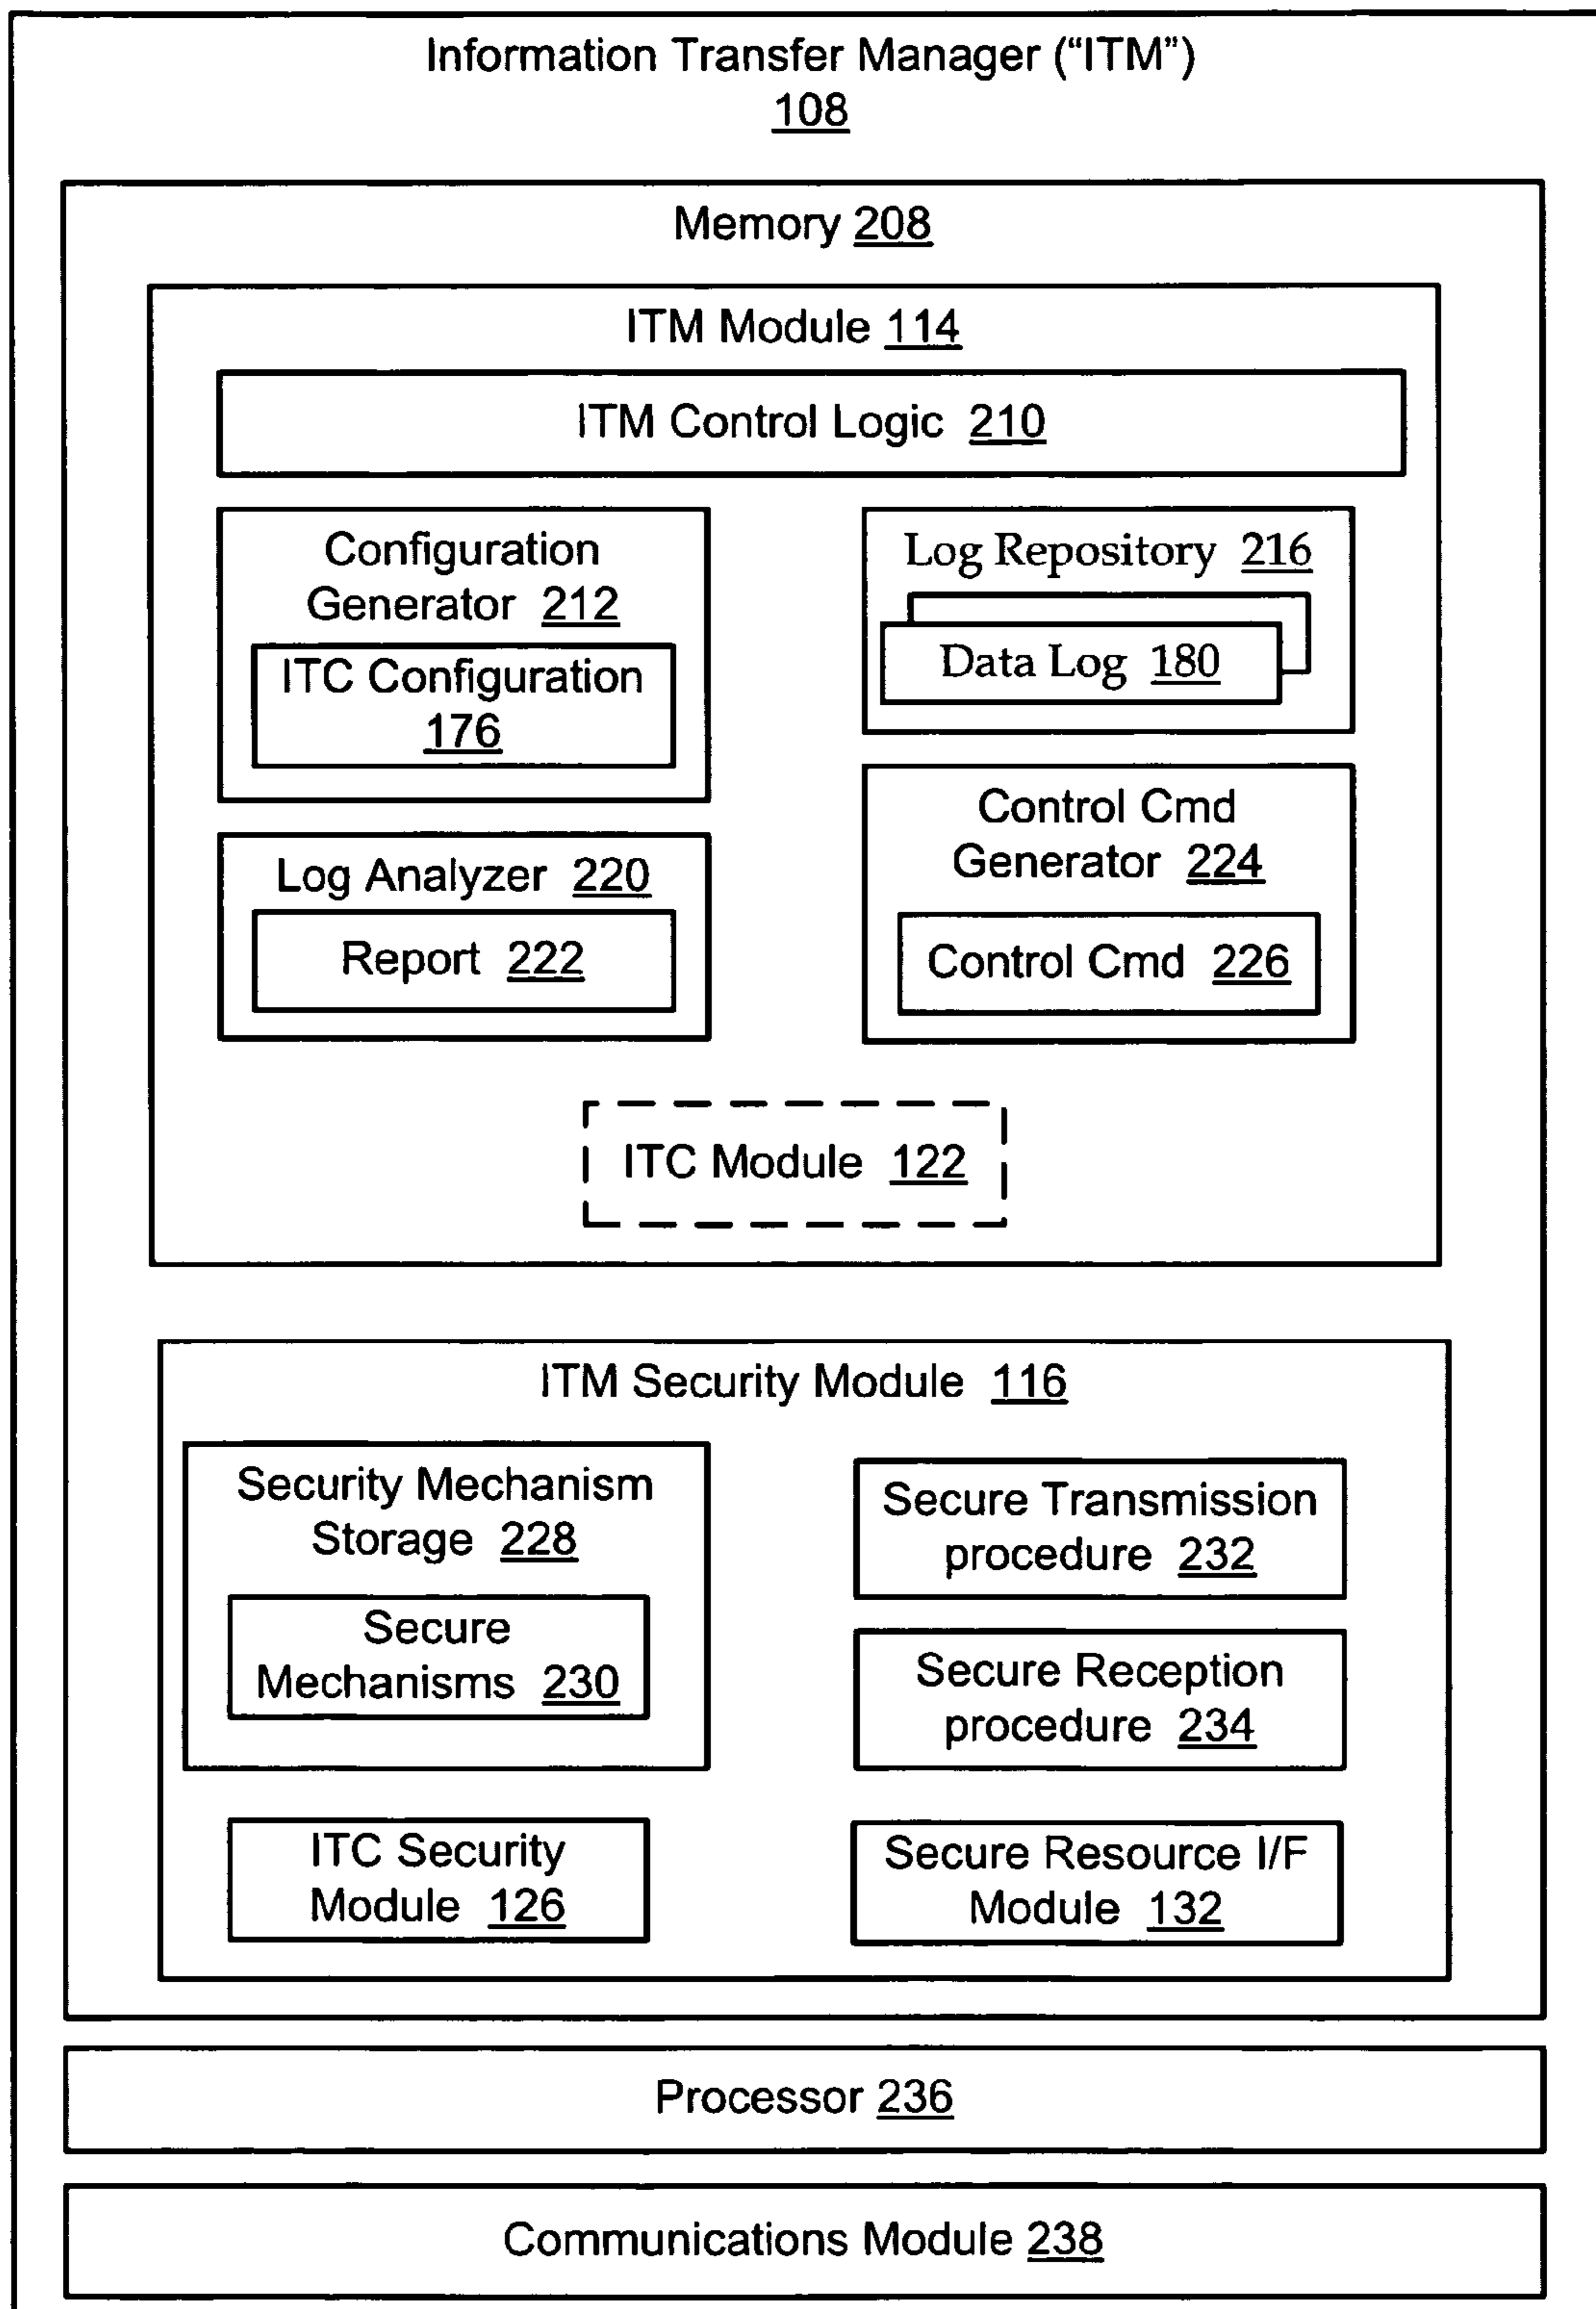 Information Transfer Manager (“ITM”)
108
Memory 208
ITM Module 114
ITM Control Logic 210
Configuration
Generator 212
ITC Configuration
176
Log Repository 216
Data Log 180
Log Analyzer 220
Report 222
Control Cmd
Generator 224
Control Cmd 226
ITC Module 122
ITM Security Module 116
Security Mechanism
Storage 228
Secure
Mechanisms 230
Secure Transmission
procedure 232
Secure Reception
procedure 234
ITC Security
Module 126
Secure Resource I/F
Module 132
Processor 236
Communications Module 238